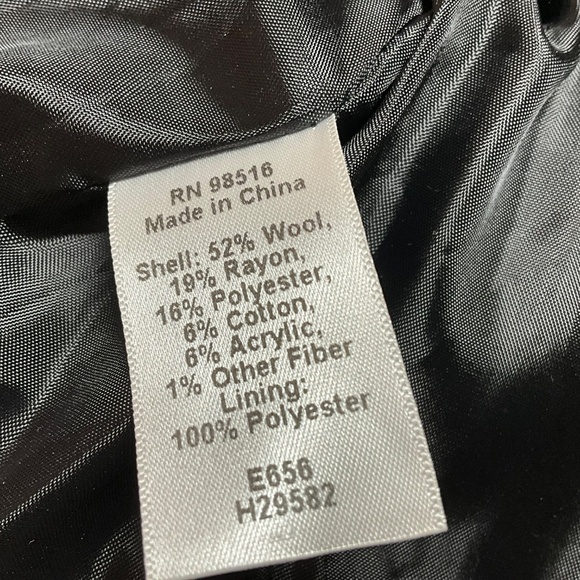 RN 98516
Made in China
Shell: 52% Wool,
19% Rayon,
16% Polyester,
6% Cotton,
6% Acrylic,
1% Other Fiber
Lining:
100% Polyester
E656
H29582